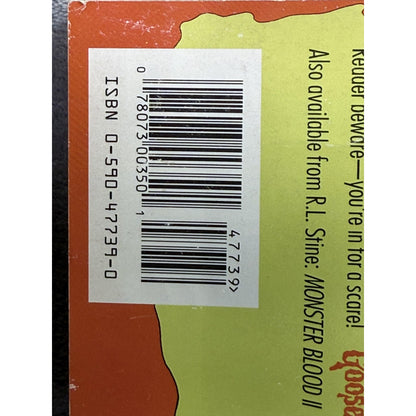 Reader beware—you're in for a scare!
Also available from R.L. Stine: MONSTER BLOOD II
Goose
0 78073 00350 1
47739>
ISBN 0-590-47739-0